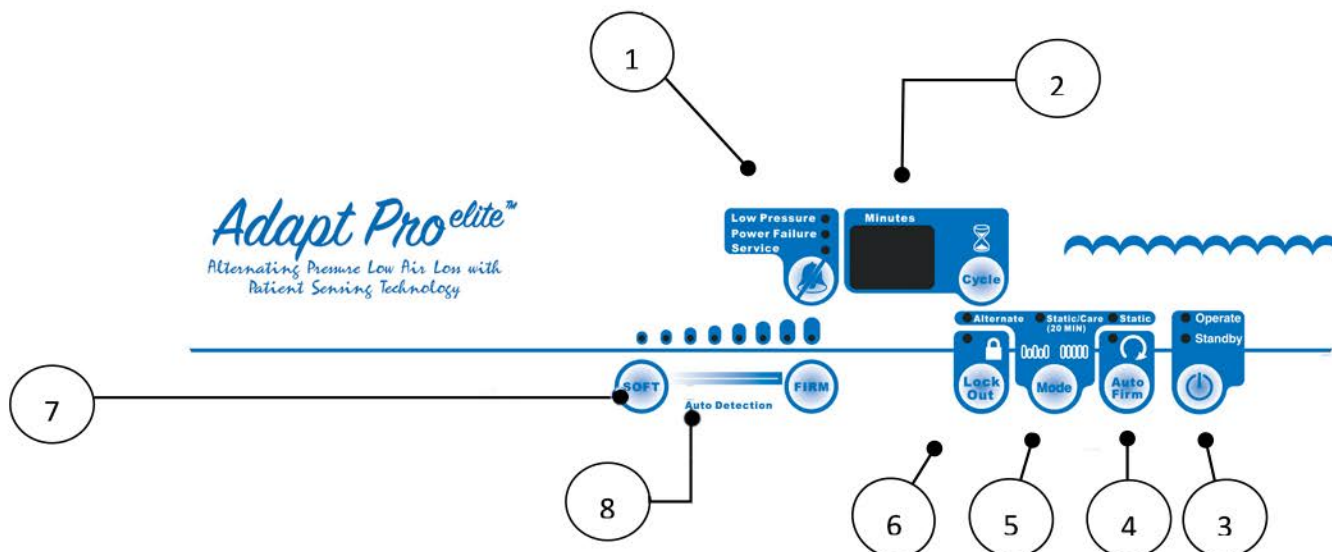 1
2
Adapt Pro elite™
Alternating Pressure Low Air Loss with
Patient Sensing Technology
Low Pressure
Power Failure
Service
Minutes
Cycle
Alternate
Static/Care
(20 MIN)
Static
Operate
Standby
SOFT
FIRM
Auto Detection
Lock
Out
Mode
Auto
Firm
7
8
6
5
4
3